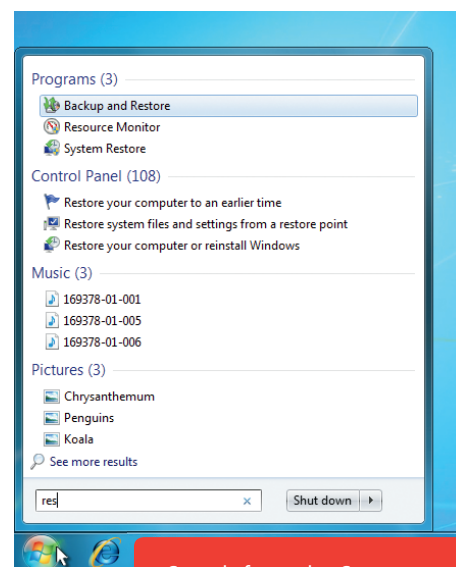 Programs (3)
Backup and Restore
Resource Monitor
System Restore
Control Panel (108)
Restore your computer to an earlier time
Restore system files and settings from a restore point
Restore your computer or reinstall Windows
Music (3)
169378-01-001
169378-01-005
169378-01-006
Pictures (3)
Chrysanthemum
Penguins
Koala
See more results
res
Shut down